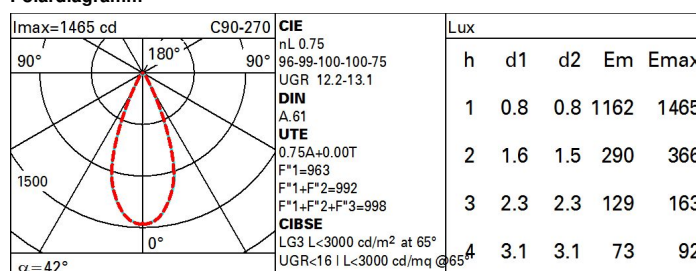 Imax=1465 cd C90-270
90° 180° 90°
1500
0°
α=42°
CIE
nL 0.75
96-99-100-100-75
UGR 12.2-13.1
DIN
A.61
UTE
0.75A+0.00T
F"1=963
F"1+F"2=992
F"1+F"2+F"3=998
CIBSE
LG3 L<3000 cd/m² at 65°
UGR<16 | L<3000 cd/mq @65°
Lux
h d1 d2 Em Emax
1 0.8 0.8 1162 1465
2 1.6 1.5 290 366
3 2.3 2.3 129 163
4 3.1 3.1 73 92